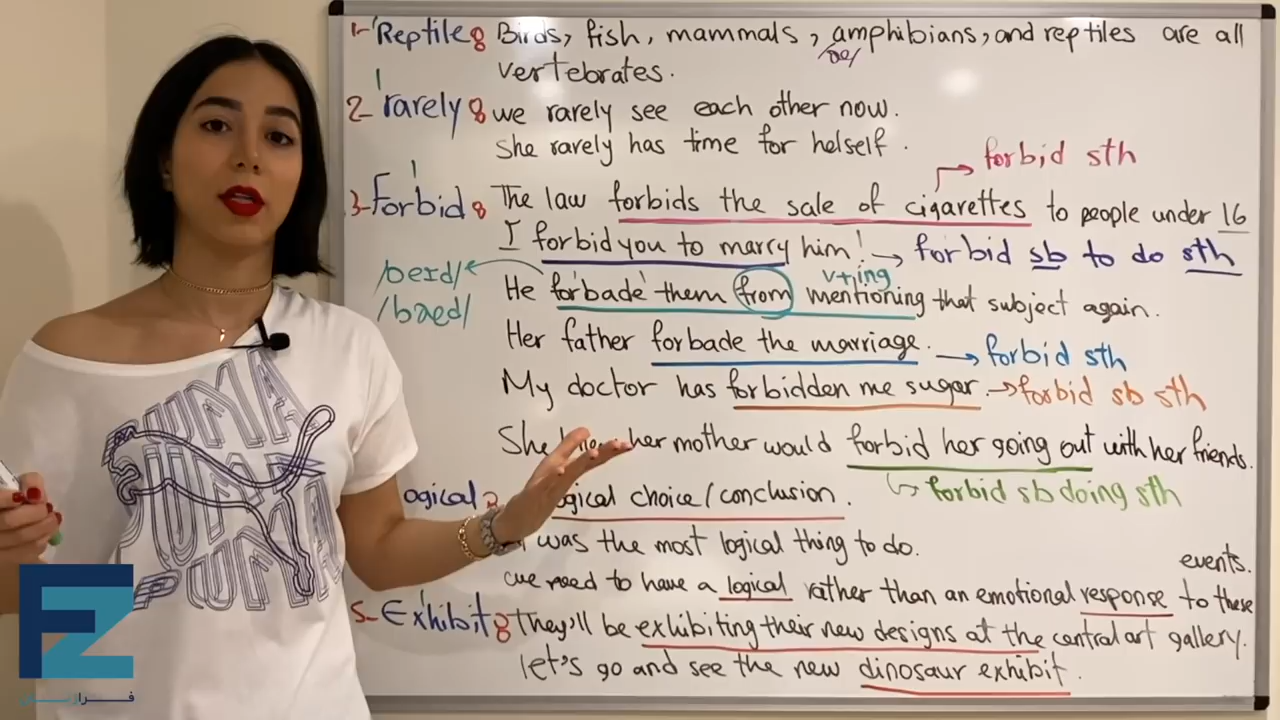 1- Reptile: Birds, fish, mammals, amphibians, and reptiles are all
/æ/
vertebrates.
2- rarely: we rarely see each other now.
She rarely has time for helself.
forbid sth
3- Forbid: The law forbids the sale of cigarettes to people under 16
I forbid you to marry him! → forbid sb to do sth
/beɪd/
v+ing
He forbade them from mentioning that subject again.
/bæd/
Her father forbade the marriage. → forbid sth
My doctor has forbidden me sugar. → forbid sb sth
She her mother would forbid her going out with her friends.
forbid sb doing sth
ogical: ogical choice/conclusion.
was the most logical thing to do.
we need to have a logical rather than an emotional response to these
events.
5- Exhibit: They'll be exhibiting their new designs at the central art gallery.
let's go and see the new dinosaur exhibit.
PUMA
FZ